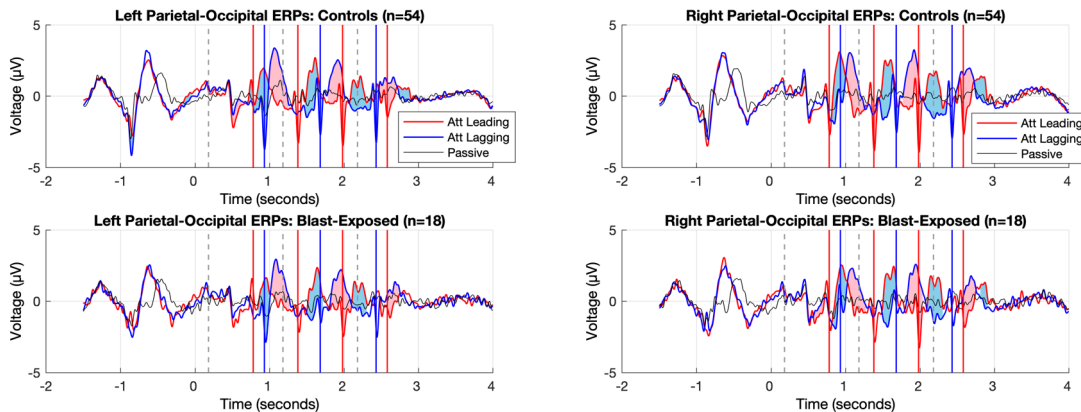 Left Parietal-Occipital ERPs: Controls (n=54)
Voltage (µV)
5
0
-5
-2
-1
0
1
2
3
4
Time (seconds)
Att Leading
Att Lagging
Passive
Right Parietal-Occipital ERPs: Controls (n=54)
Voltage (µV)
5
0
-5
-2
-1
0
1
2
3
4
Time (seconds)
Att Leading
Att Lagging
Passive
Left Parietal-Occipital ERPs: Blast-Exposed (n=18)
Voltage (µV)
5
0
-5
-2
-1
0
1
2
3
4
Time (seconds)
Right Parietal-Occipital ERPs: Blast-Exposed (n=18)
Voltage (µV)
5
0
-5
-2
-1
0
1
2
3
4
Time (seconds)